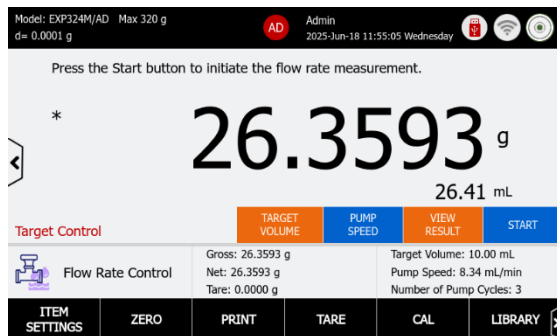 Model: EXP324M/AD Max 320 g
d= 0.0001 g
AD
Admin
2025-Jun-18 11:55:05 Wednesday
Press the Start button to initiate the flow rate measurement.
*
26.3593 g
26.41 mL
Target Control
TARGET VOLUME
PUMP SPEED
VIEW RESULT
START
Flow Rate Control
Gross: 26.3593 g
Net: 26.3593 g
Tare: 0.0000 g
Target Volume: 10.00 mL
Pump Speed: 8.34 mL/min
Number of Pump Cycles: 3
ITEM SETTINGS
ZERO
PRINT
TARE
CAL
LIBRARY